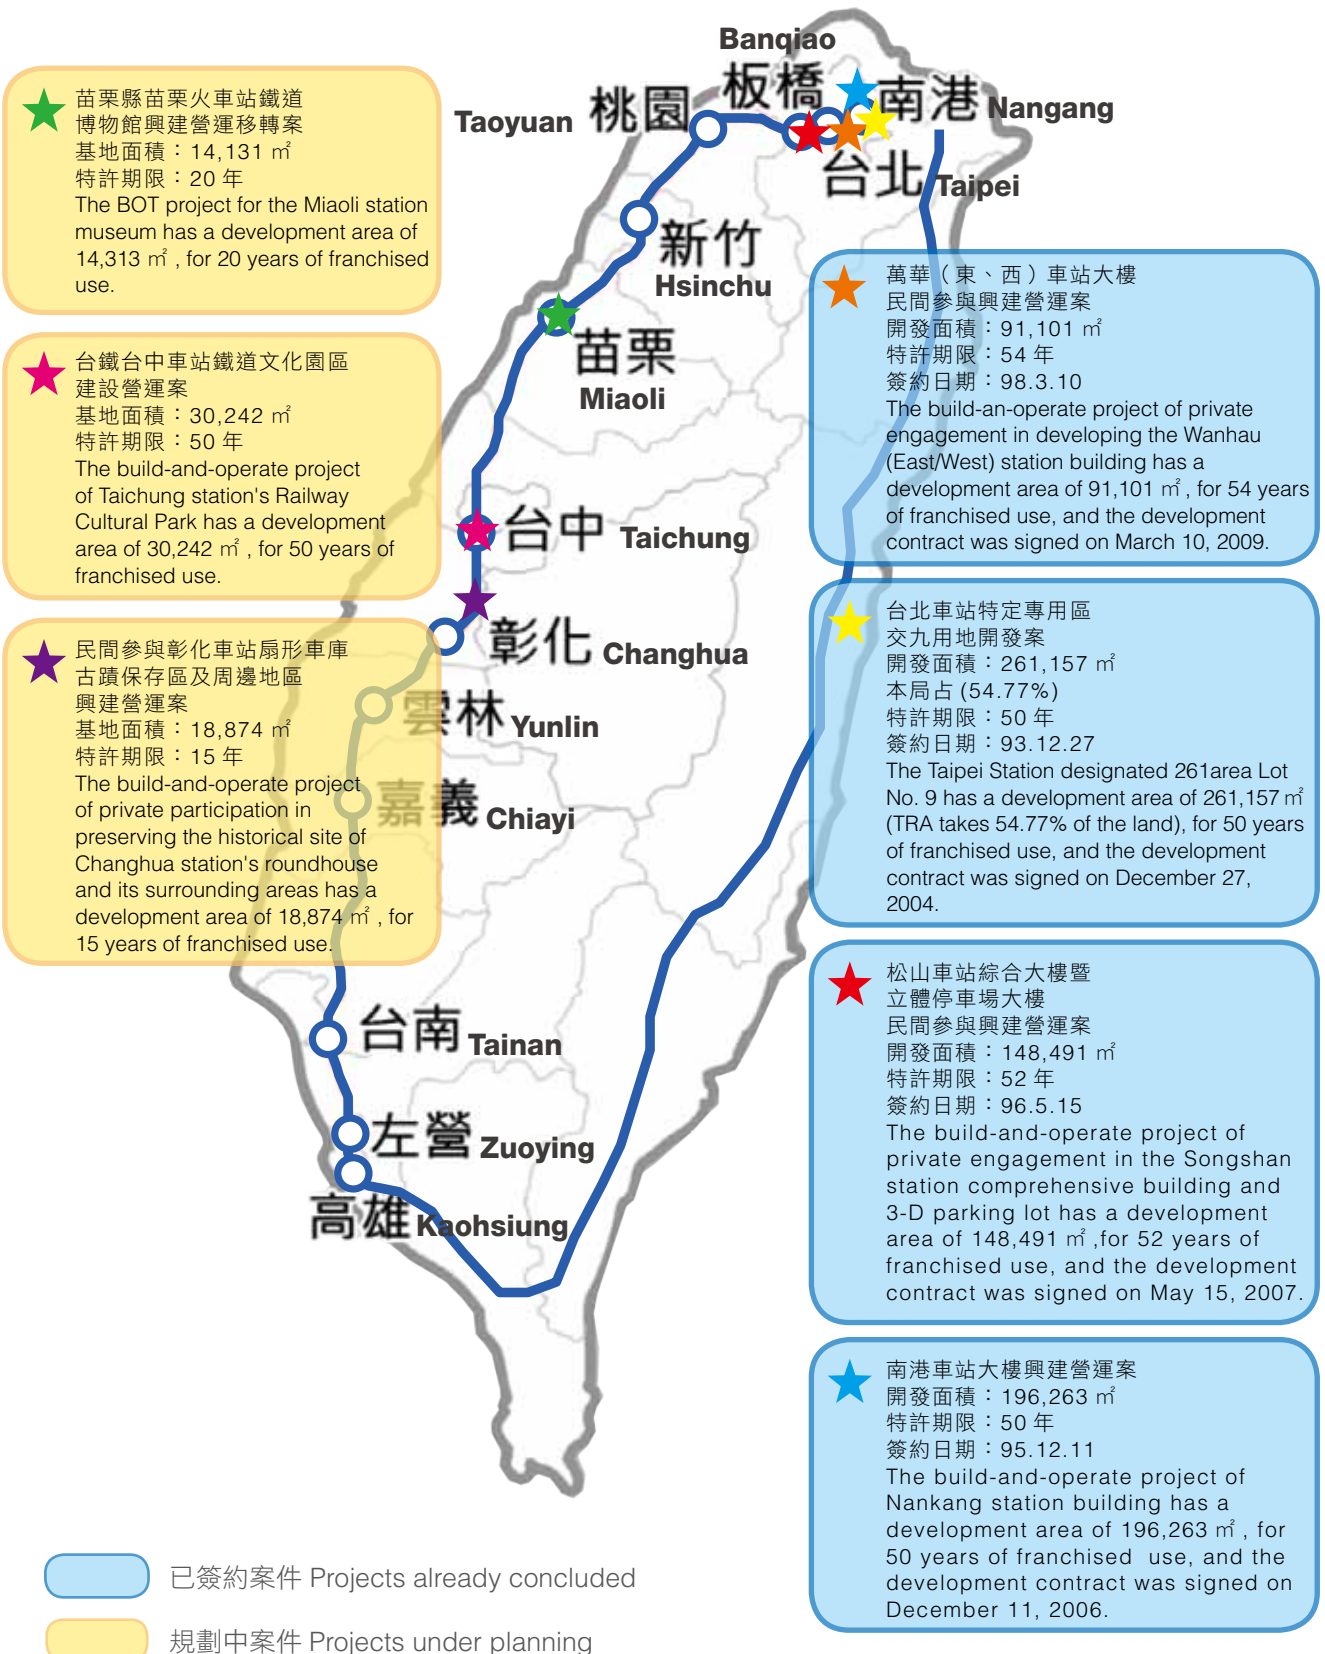 Banqiao
板橋
桃園
Taoyuan
南港
Nangang
台北
Taipei
新竹
Hsinchu
苗栗
Miaoli
台中
Taichung
彰化
Changhua
雲林
Yunlin
嘉義
Chiayi
台南
Tainan
左營
Zuoying
高雄
Kaohsiung
苗栗縣苗栗火車站鐵道
博物館興建營運移轉案
基地面積：14,131 ㎡
特許期限：20 年
The BOT project for the Miaoli station
museum has a development area of
14,313 ㎡ , for 20 years of franchised
use.
台鐵台中車站鐵道文化園區
建設營運案
基地面積：30,242 ㎡
特許期限：50 年
The build-and-operate project
of Taichung station's Railway
Cultural Park has a development
area of 30,242 ㎡ , for 50 years of
franchised use.
民間參與彰化車站扇形車庫
古蹟保存區及周邊地區
興建營運案
基地面積：18,874 ㎡
特許期限：15 年
The build-and-operate project
of private participation in
preserving the historical site of
Changhua station's roundhouse
and its surrounding areas has a
development area of 18,874 ㎡ , for
15 years of franchised use.
萬華（東、西）車站大樓
民間參與興建營運案
開發面積：91,101 ㎡
特許期限：54 年
簽約日期：98.3.10
The build-an-operate project of private
engagement in developing the Wanhau
(East/West) station building has a
development area of 91,101 ㎡ , for 54 years
of franchised use, and the development
contract was signed on March 10, 2009.
台北車站特定專用區
交九用地開發案
開發面積：261,157 ㎡
本局占 (54.77%)
特許期限：50 年
簽約日期：93.12.27
The Taipei Station designated 261area Lot
No. 9 has a development area of 261,157 ㎡
(TRA takes 54.77% of the land), for 50 years
of franchised use, and the development
contract was signed on December 27,
2004.
松山車站綜合大樓暨
立體停車場大樓
民間參與興建營運案
開發面積：148,491 ㎡
特許期限：52 年
簽約日期：96.5.15
The build-and-operate project of
private engagement in the Songshan
station comprehensive building and
3-D parking lot has a development
area of 148,491 ㎡ ,for 52 years of
franchised use, and the development
contract was signed on May 15, 2007.
南港車站大樓興建營運案
開發面積：196,263 ㎡
特許期限：50 年
簽約日期：95.12.11
The build-and-operate project of
Nankang station building has a
development area of 196,263 ㎡ , for
50 years of franchised use, and the
development contract was signed on
December 11, 2006.
已簽約案件 Projects already concluded
規劃中案件 Projects under planning